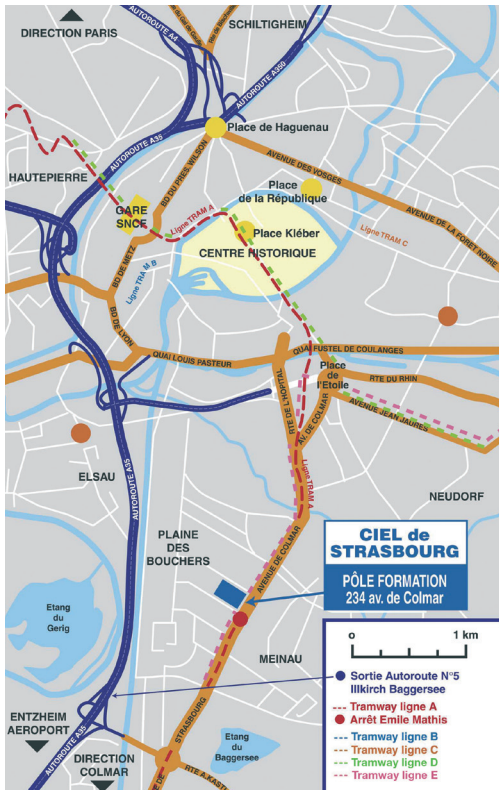 DIRECTION PARIS
SCHILTIGHEIM
AUTOROUTE A4
AUTOROUTE A350
AUTOROUTE A35
Place de Haguenau
HAUTEPIERRE
BD DU PRES. WILSON
AVENUE DES VOSGES
Place
de la République
AVENUE DE LA FORET NOIRE
GARE
SNCF
Ligne TRAM A
Place Kléber
CENTRE HISTORIQUE
Ligne TRAM C
BD DE METZ
Ligne TRAM B
BD DE LYON
QUAI LOUIS PASTEUR
QUAI FUSTEL DE COULANGES
Place
de
l'Etoile
RTE DU RHIN
RTE DE L'HOPITAL
AV. DE COLMAR
AVENUE JEAN JAURES
Ligne TRAM A
ELSAU
AUTOROUTE A35
NEUDORF
PLAINE
DES
BOUCHERS
AVENUE DE COLMAR
CIEL de
STRASBOURG
PÔLE FORMATION
234 av. de Colmar
Etang
du
Gerig
MEINAU
0 1 km
Sortie Autoroute N°5
Illkirch Baggersee
Tramway ligne A
Arrêt Emile Mathis
Tramway ligne B
Tramway ligne C
Tramway ligne D
Tramway ligne E
ENTZHEIM
AEROPORT
AUTOROUTE A35
STRASBOURG
Etang
du
Baggersee
DIRECTION
COLMAR
RTE DE
RTE A.KAST